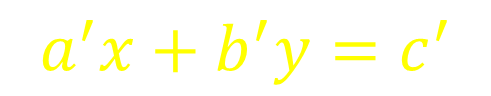 a′x + b′y = c′